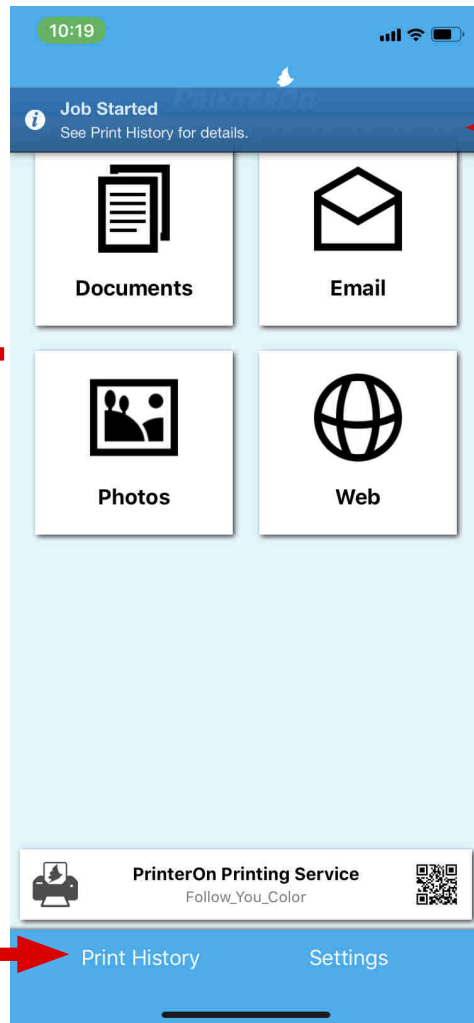 10:19
PRINTERON
Job Started
See Print History for details.
Documents
Email
Photos
Web
PrinterOn Printing Service
Follow_You_Color
Print History
Settings